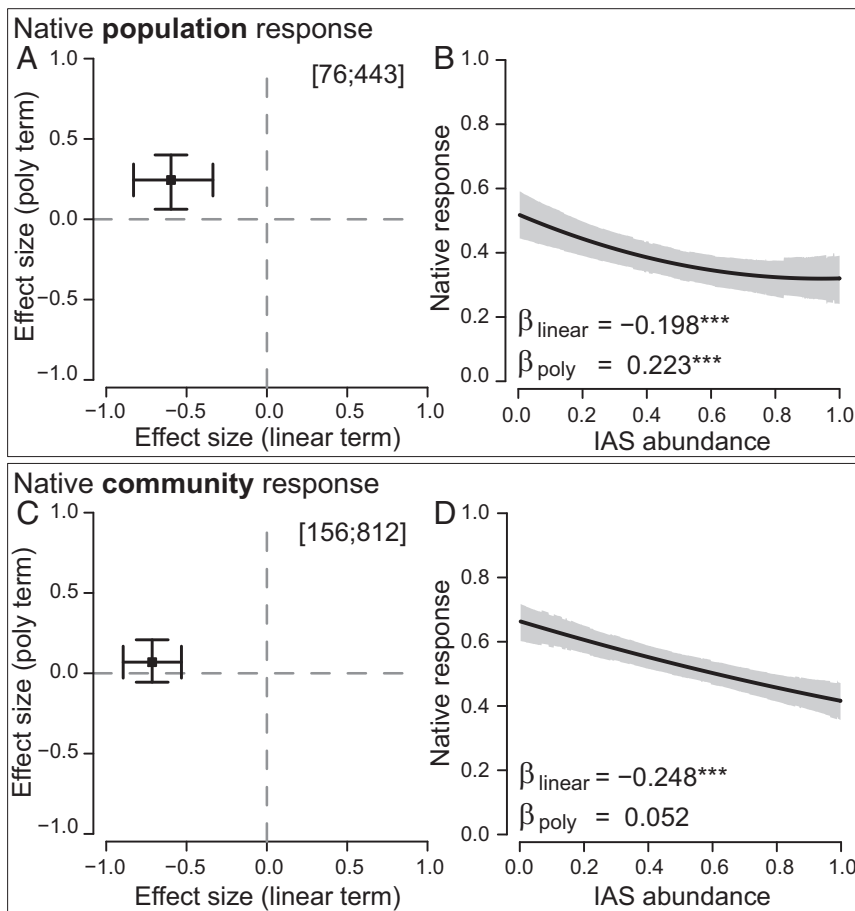 Native population response
A
1.0
0.5
0.0
−0.5
−1.0
Effect size (poly term)
[76;443]
−1.0 −0.5 0.0 0.5 1.0
Effect size (linear term)
B
1.0
0.8
0.6
0.4
0.2
0.0
Native response
β linear = −0.198***
β poly = 0.223***
0.0 0.2 0.4 0.6 0.8 1.0
IAS abundance
Native community response
C
1.0
0.5
0.0
−0.5
−1.0
Effect size (poly term)
[156;812]
−1.0 −0.5 0.0 0.5 1.0
Effect size (linear term)
D
1.0
0.8
0.6
0.4
0.2
0.0
Native response
β linear = −0.248***
β poly = 0.052
0.0 0.2 0.4 0.6 0.8 1.0
IAS abundance